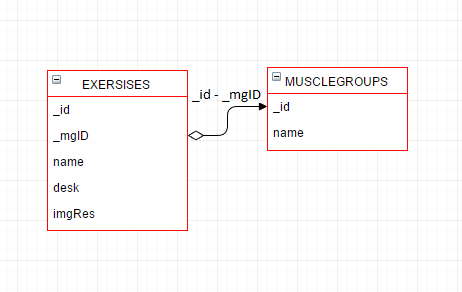 EXERSISES
_id
_mgID
name
desk
imgRes
_id - _mgID
MUSCLEGROUPS
_id
name